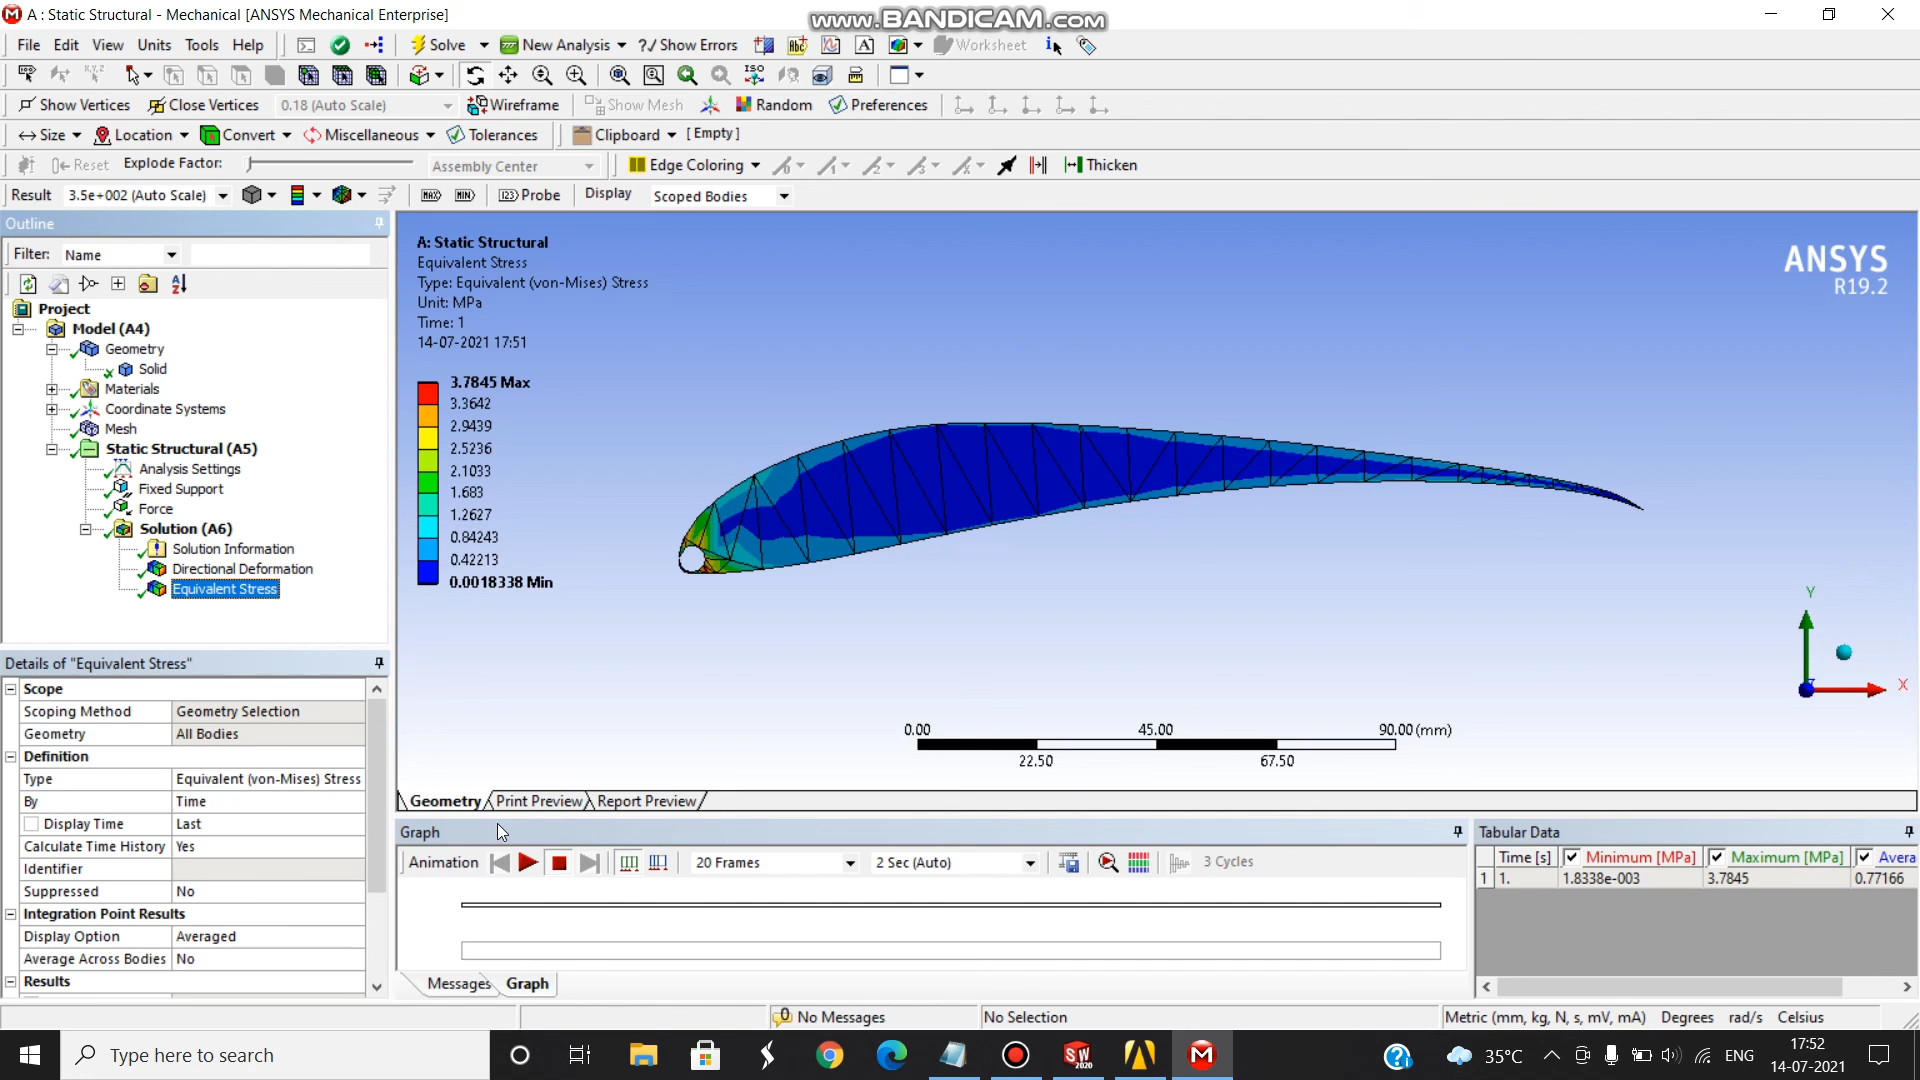 A : Static Structural - Mechanical [ANSYS Mechanical Enterprise]
www.BANDICAM.com
File Edit View Units Tools Help Solve New Analysis ?/ Show Errors Worksheet
Show Vertices Close Vertices 0.18 (Auto Scale) Wireframe Show Mesh Random Preferences
Size Location Convert Miscellaneous Tolerances Clipboard [ Empty ]
Reset Explode Factor: Assembly Center Edge Coloring Thicken
Result 3.5e+002 (Auto Scale) MAX MIN Probe Display Scoped Bodies
Outline
Filter: Name
Project
Model (A4)
Geometry
Solid
Materials
Coordinate Systems
Mesh
Static Structural (A5)
Analysis Settings
Fixed Support
Force
Solution (A6)
Solution Information
Directional Deformation
Equivalent Stress
Details of "Equivalent Stress"
Scope
Scoping Method Geometry Selection
Geometry All Bodies
Definition
Type Equivalent (von-Mises) Stress
By Time
Display Time Last
Calculate Time History Yes
Identifier
Suppressed No
Integration Point Results
Display Option Averaged
Average Across Bodies No
Results
A: Static Structural
Equivalent Stress
Type: Equivalent (von-Mises) Stress
Unit: MPa
Time: 1
14-07-2021 17:51
3.7845 Max
3.3642
2.9439
2.5236
2.1033
1.683
1.2627
0.84243
0.42213
0.0018338 Min
ANSYS
R19.2
Y
X
0.00 45.00 90.00 (mm)
22.50 67.50
Geometry Print Preview Report Preview
Graph
Animation 20 Frames 2 Sec (Auto) 3 Cycles
Messages Graph
Tabular Data
Time [s] Minimum [MPa] Maximum [MPa] Avera
1 1. 1.8338e-003 3.7845 0.77166
No Messages No Selection Metric (mm, kg, N, s, mV, mA) Degrees rad/s Celsius
Type here to search
35°C ENG 17:52
14-07-2021